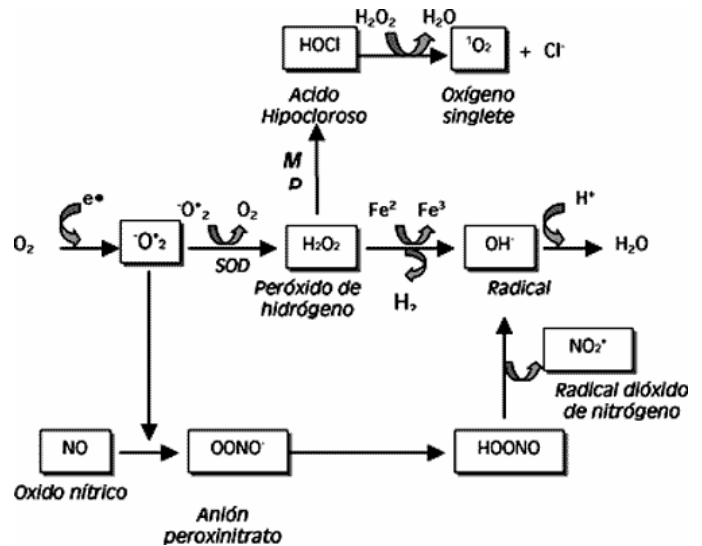 H₂O₂ H₂O
HOCl ¹O₂ + Cl⁻
Acido
Hipocloroso
Oxígeno
singlete
M
P
e•
⁻O•₂ O₂
Fe² Fe³
H⁺
O₂ ⁻O•₂ H₂O₂ OH⁻ H₂O
SOD
Peróxido de
hidrógeno
H₂
Radical
NO₂•
Radical dióxido
de nitrógeno
NO OONO⁻ HOONO
Oxido nítrico
Anión
peroxinitrato